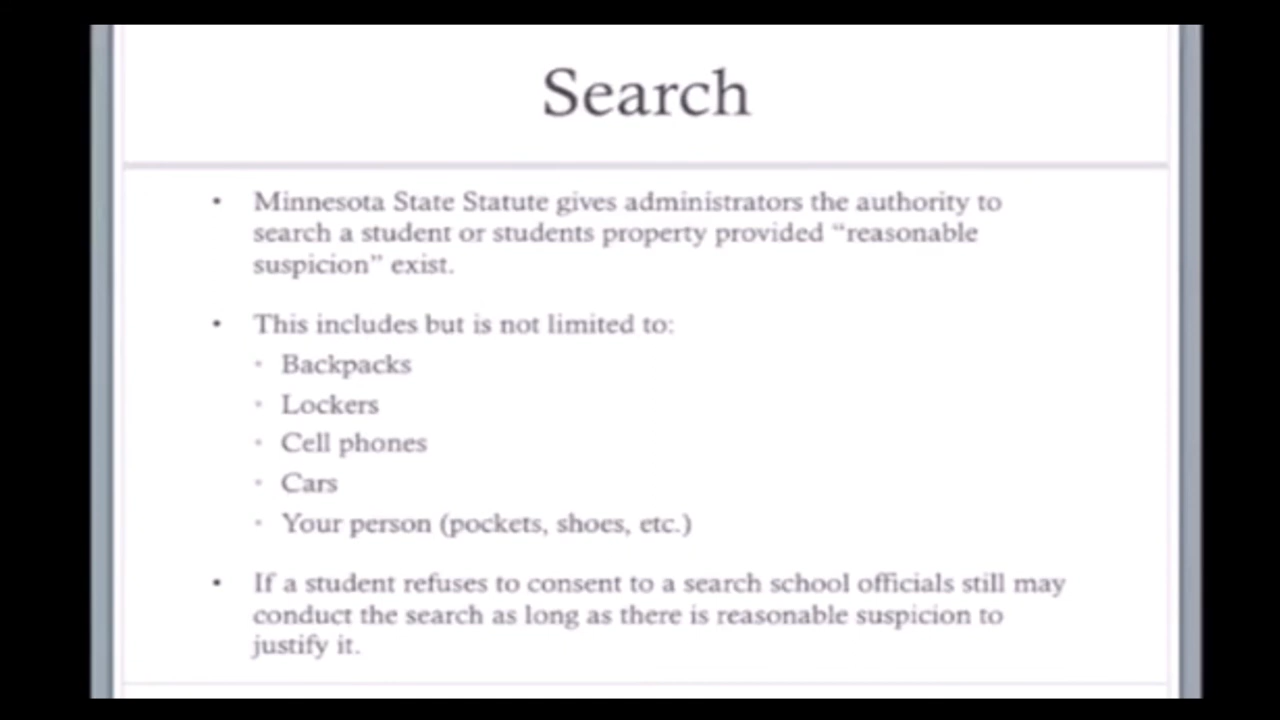 Search
• Minnesota State Statute gives administrators the authority to
search a student or students property provided “reasonable
suspicion” exist.
• This includes but is not limited to:
• Backpacks
• Lockers
• Cell phones
• Cars
• Your person (pockets, shoes, etc.)
• If a student refuses to consent to a search school officials still may
conduct the search as long as there is reasonable suspicion to
justify it.